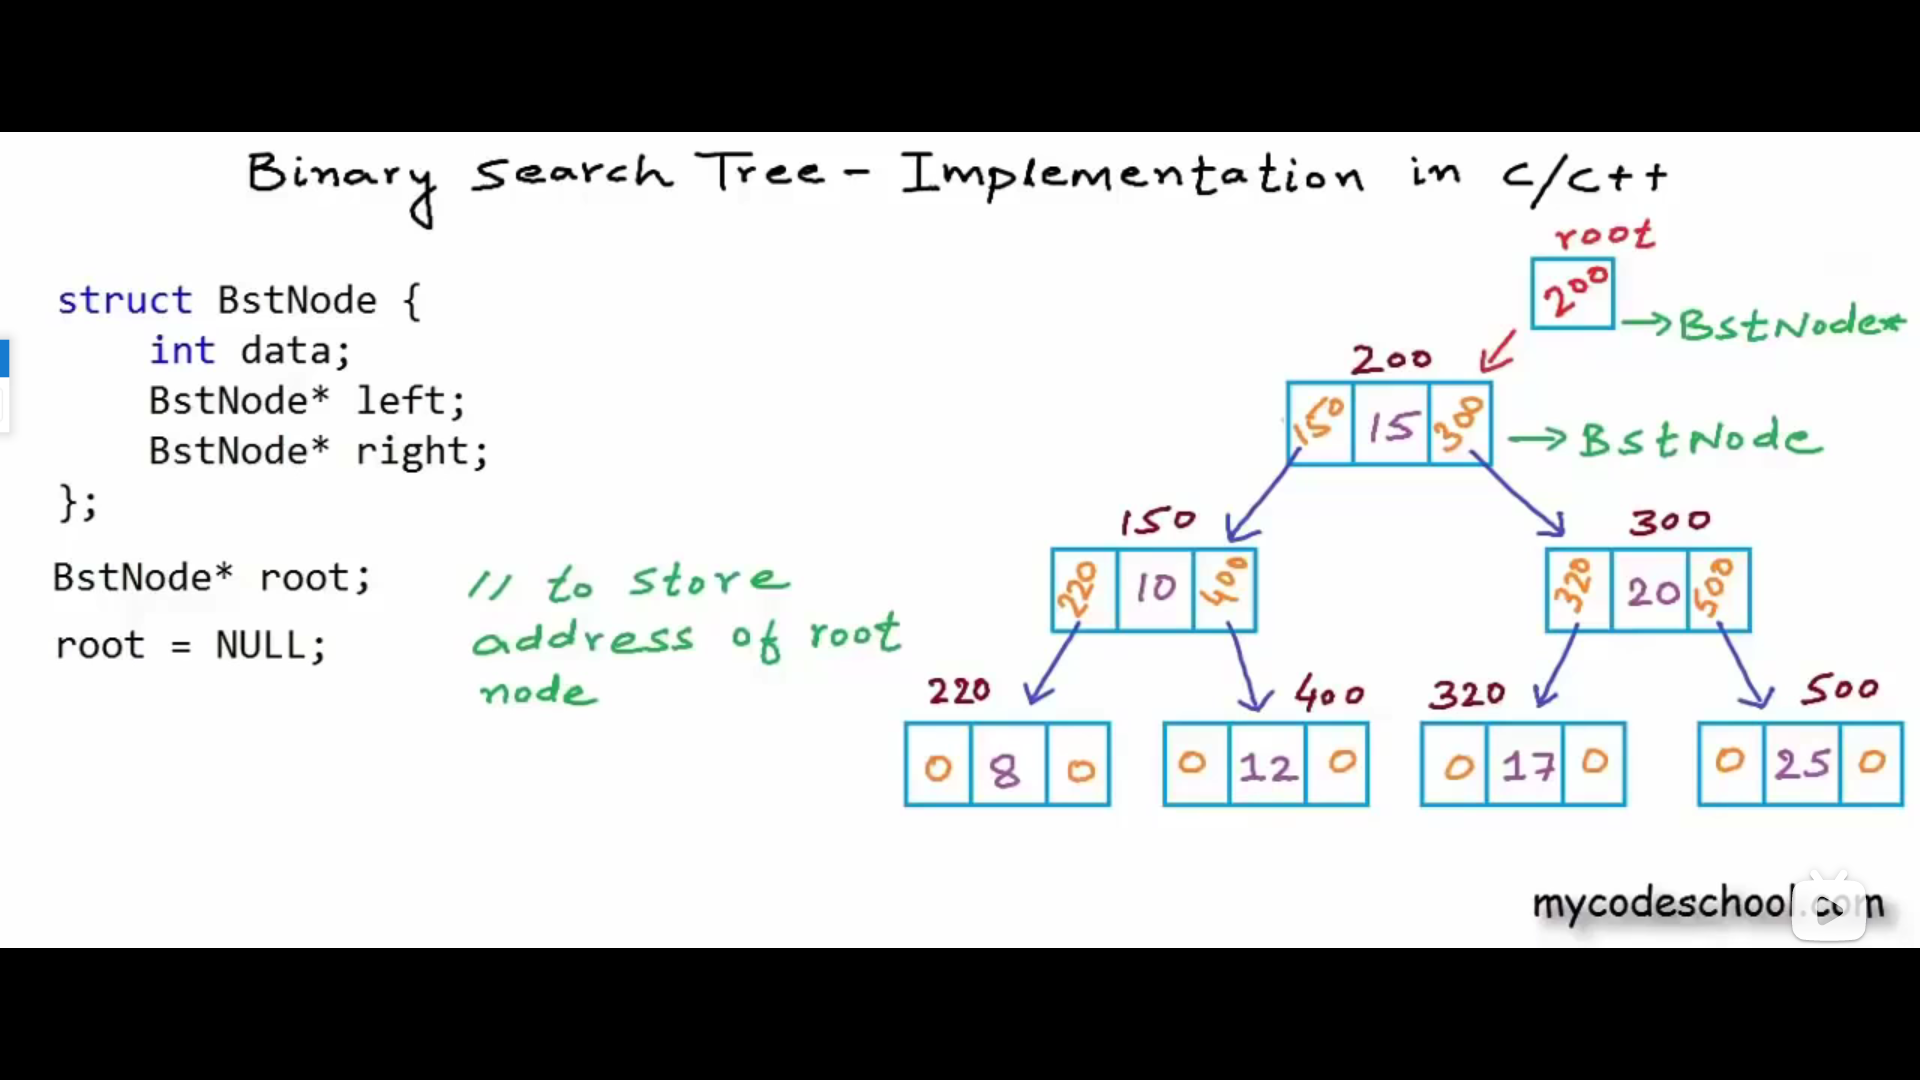 Binary Search Tree - Implementation in C/C++
root
200
→BstNode*
struct BstNode {
int data;
BstNode* left;
BstNode* right;
};
200
150 15 300
→BstNode
150
300
220 10 400
320 20 500
BstNode* root;
// to store
root = NULL;
address of root
node
220
400
320
500
0 8 0
0 12 0
0 17 0
0 25 0
mycodeschool.com